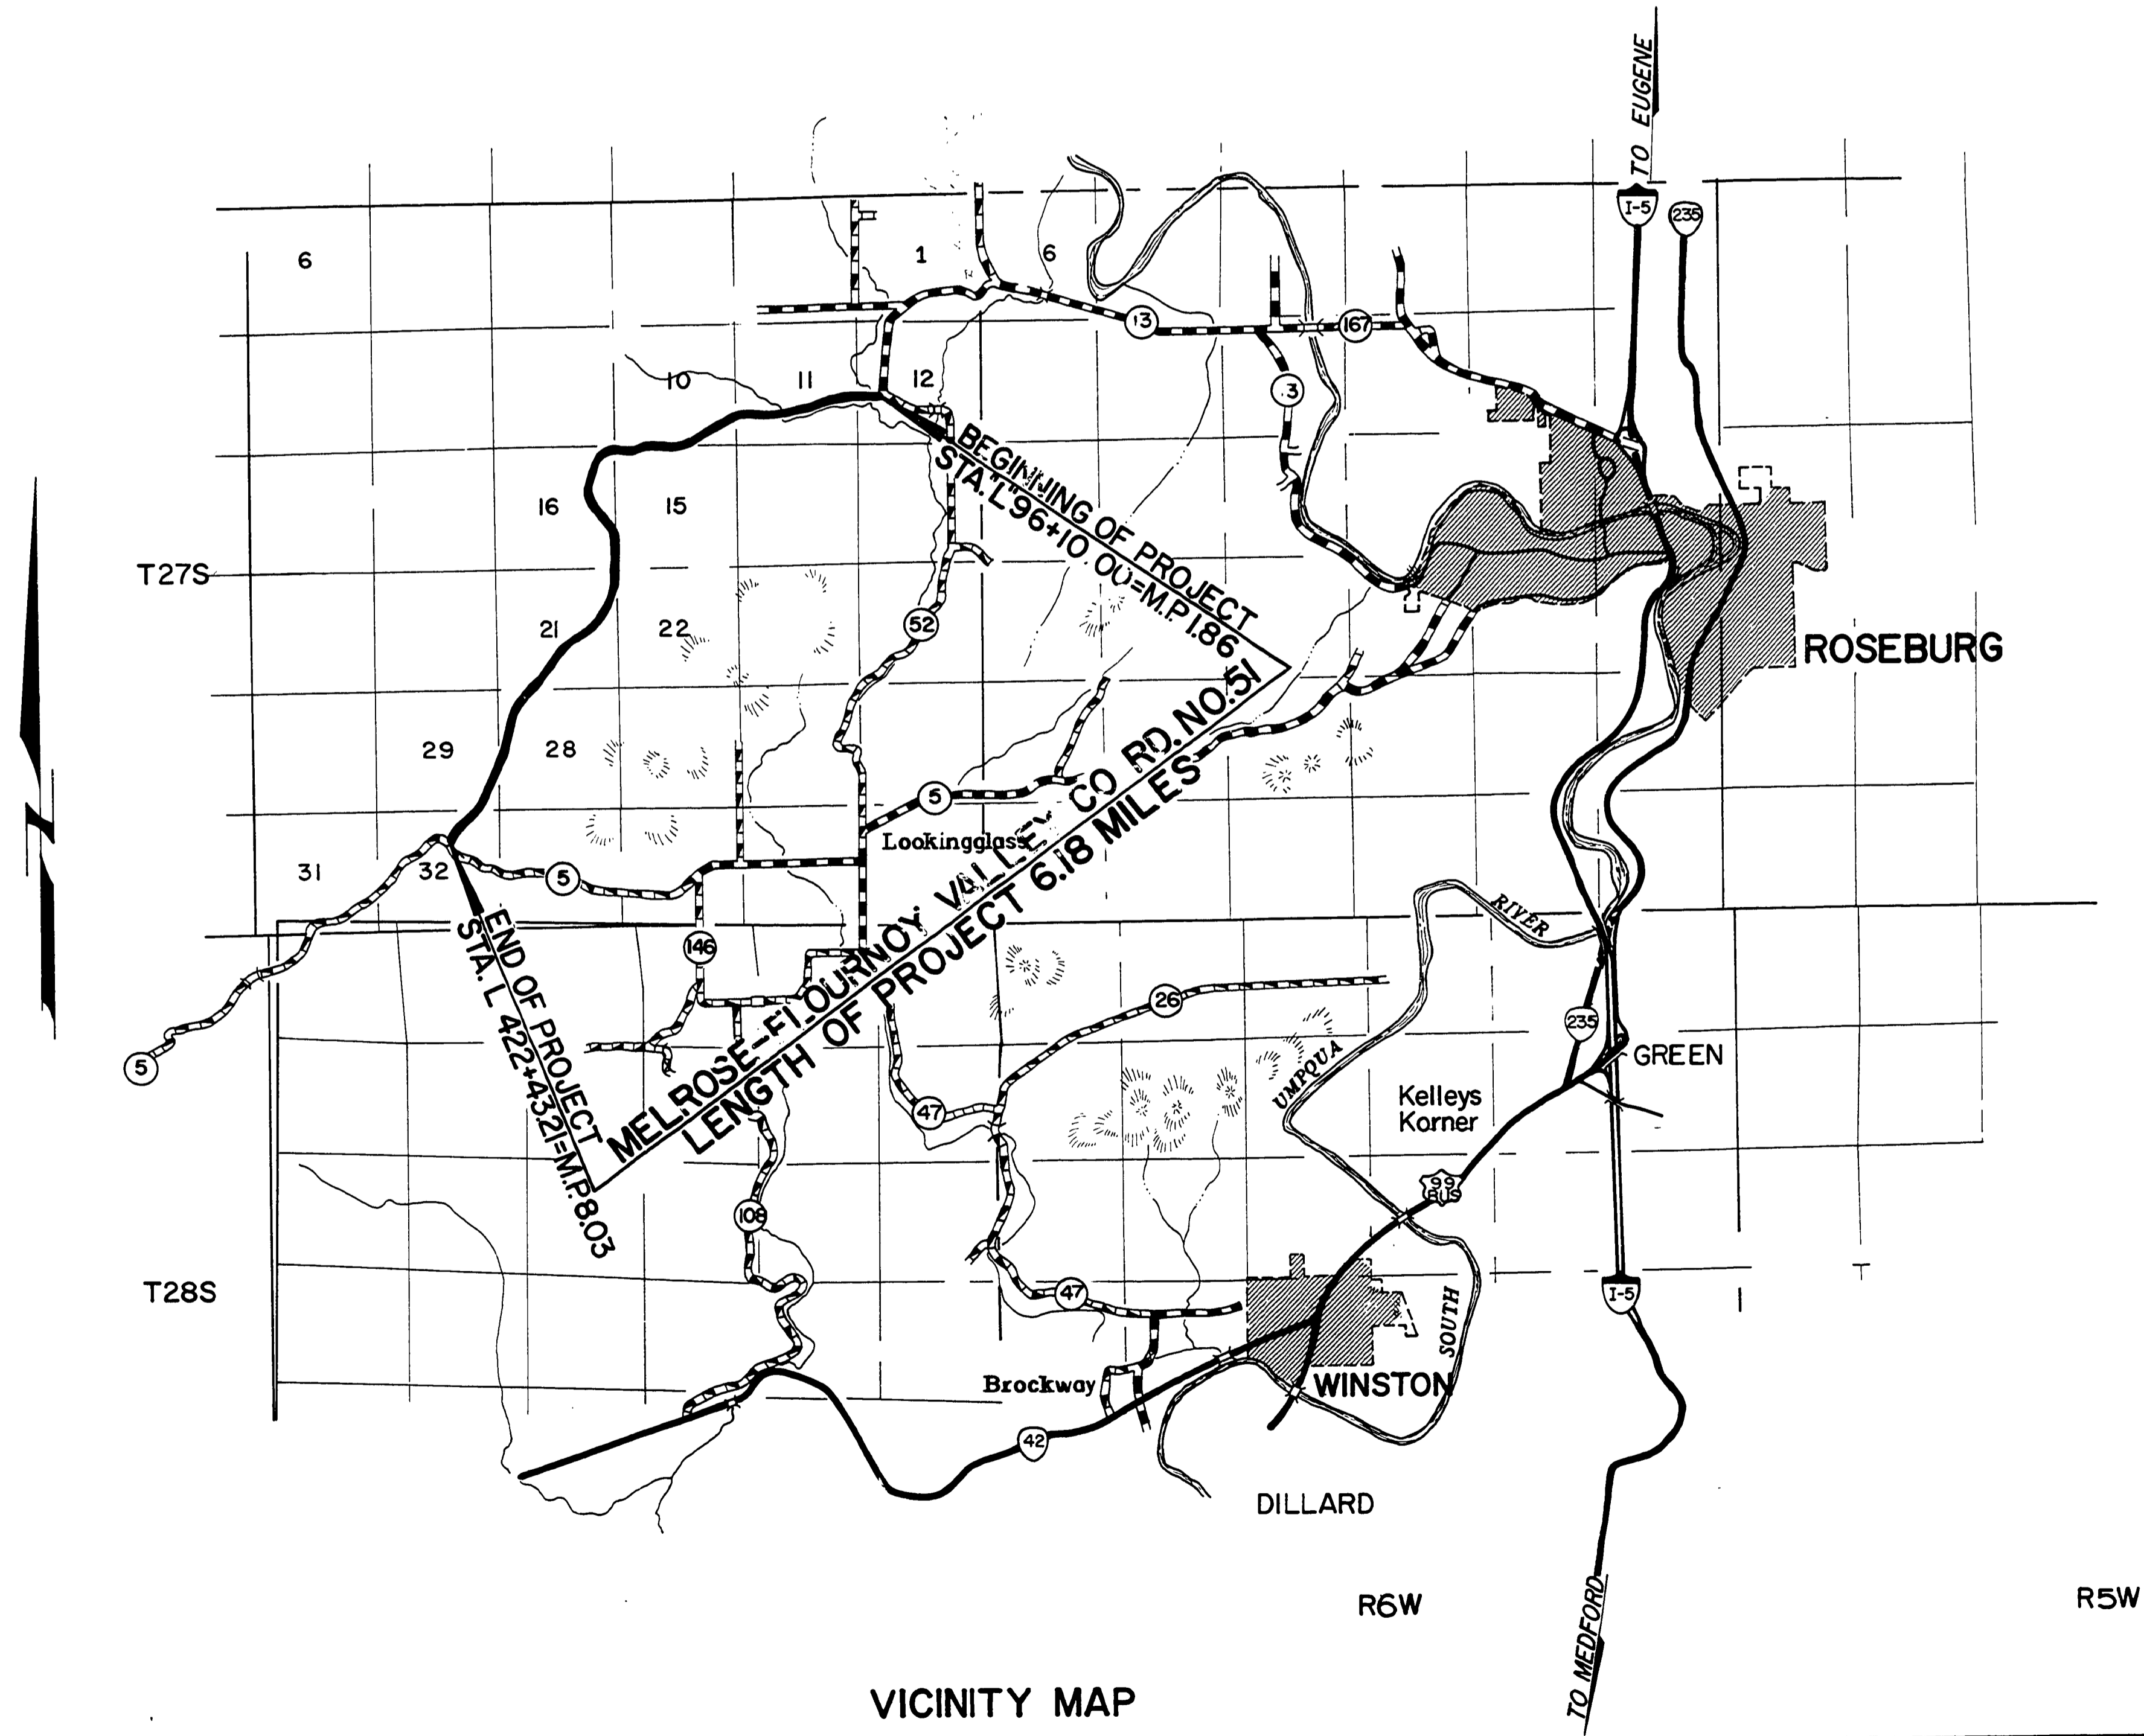 TO EUGENE
I-5
235
6
1
6
13
167
10
11
12
3
BEGINNING OF PROJECT
STA. "L" 96+10.00=M.P. 1.86
16
15
T27S
21
22
52
ROSEBURG
29
28
5
Lookingglass
31
32
5
MELROSE-FLOURNOY VALLEY CO RD. NO. 51
LENGTH OF PROJECT 6.18 MILES
END OF PROJECT
STA. L 422+43.21=M.P. 8.03
RIVER
146
26
235
5
GREEN
UMPQUA
Kelleys
Korner
47
99
BUS
108
T28S
47
I-5
SOUTH
Brockway
WINSTON
42
DILLARD
R6W
R5W
TO MEDFORD
VICINITY MAP